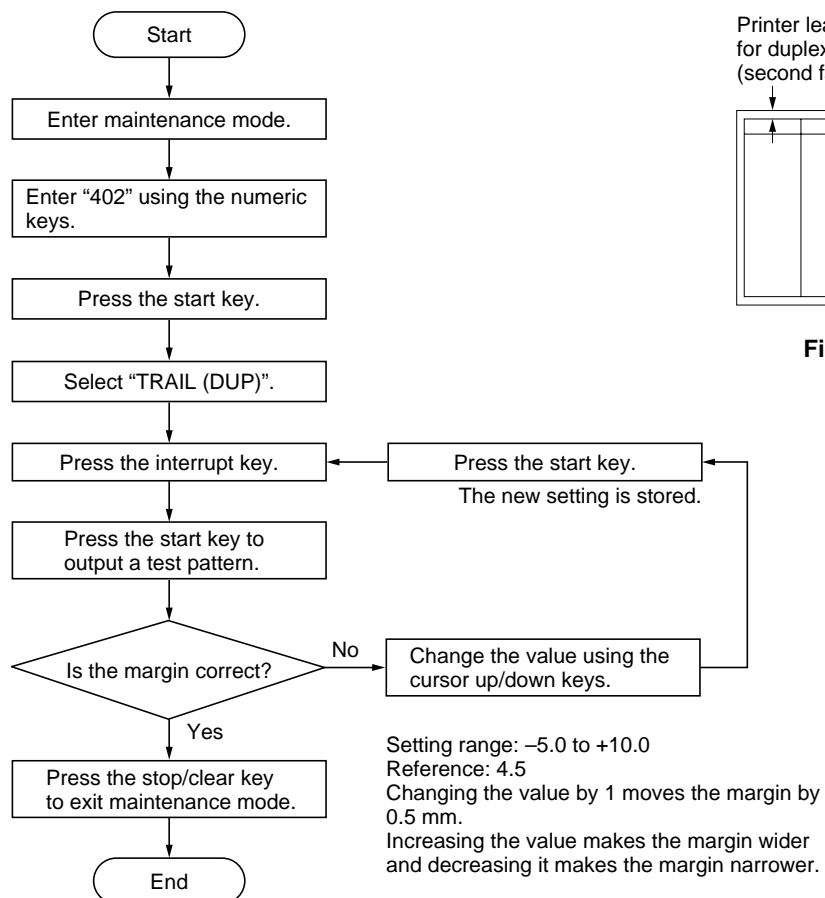 Start
Enter maintenance mode.
Enter “402” using the numeric
keys.
Press the start key.
Select “TRAIL (DUP)”.
Press the interrupt key.
Press the start key to
output a test pattern.
Is the margin correct?
No
Yes
Change the value using the
cursor up/down keys.
Press the start key.
The new setting is stored.
Press the stop/clear key
to exit maintenance mode.
End
Setting range: –5.0 to +10.0
Reference: 4.5
Changing the value by 1 moves the margin by
0.5 mm.
Increasing the value makes the margin wider
and decreasing it makes the margin narrower.
Printer
for
(second